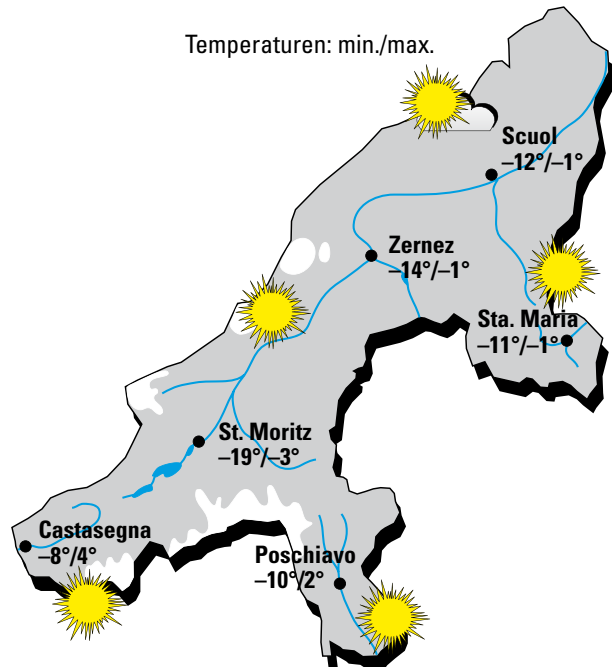 Temperaturen: min./max.
Scuol
–12°/–1°
Zernez
–14°/–1°
Sta. Maria
–11°/–1°
St. Moritz
–19°/–3°
Castasegna
–8°/4°
Poschiavo
–10°/2°